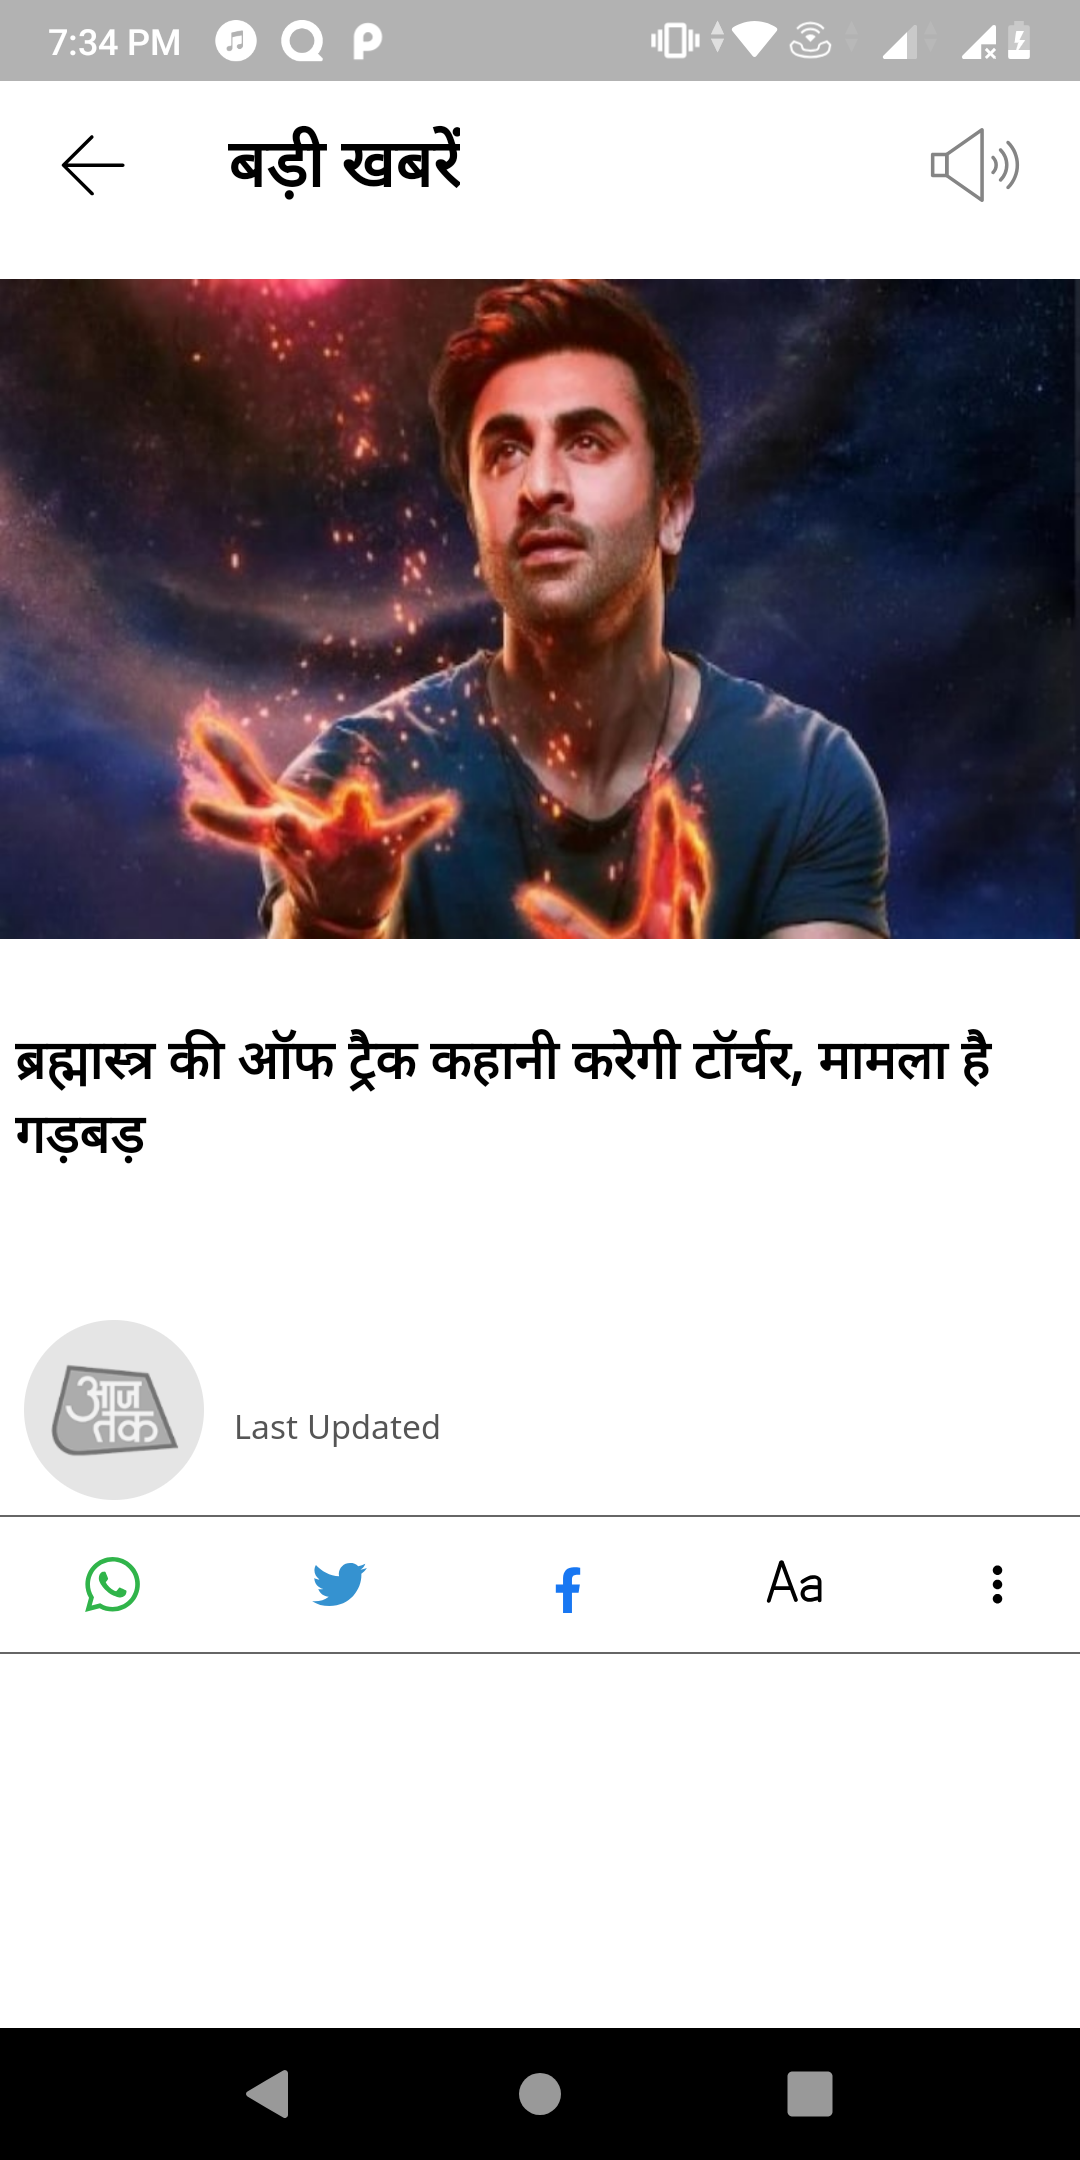 7:34 PM
बड़ी खबरें
ब्रह्मास्त्र की ऑफ ट्रैक कहानी करेगी टॉर्चर, मामला है
गड़बड़
आज
तक
Last Updated
Aa